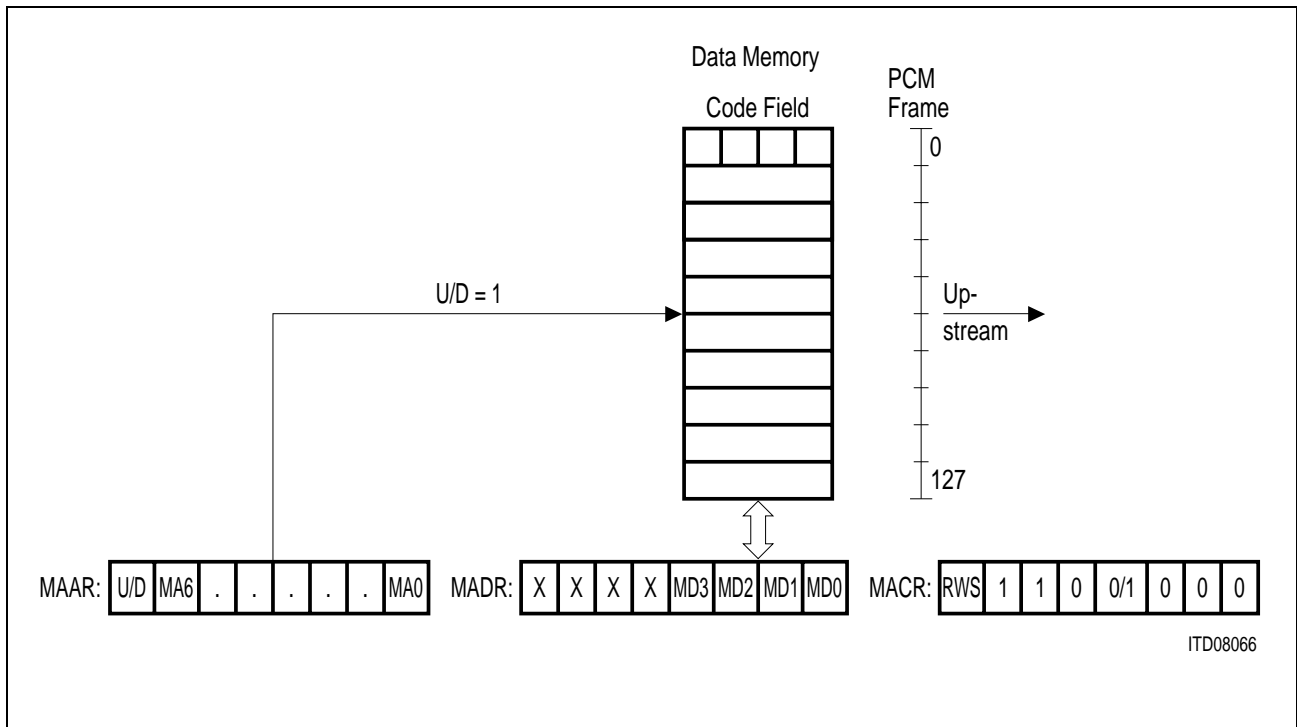 Data Memory
Code Field
PCM
Frame
0
U/D = 1
Up-
stream
127
MAAR: U/D MA6 . . . . . MA0 MADR: X X X X MD3 MD2 MD1 MD0 MACR: RWS 1 1 0 0/1 0 0 0
ITD08066